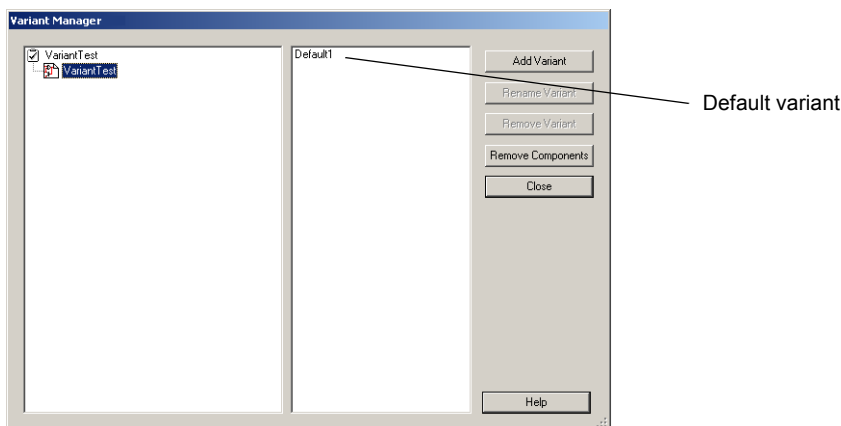 Variant Manager
VariantTest
VariantTest
Default1
Add Variant
Rename Variant
Remove Variant
Remove Components
Close
Help
Default variant